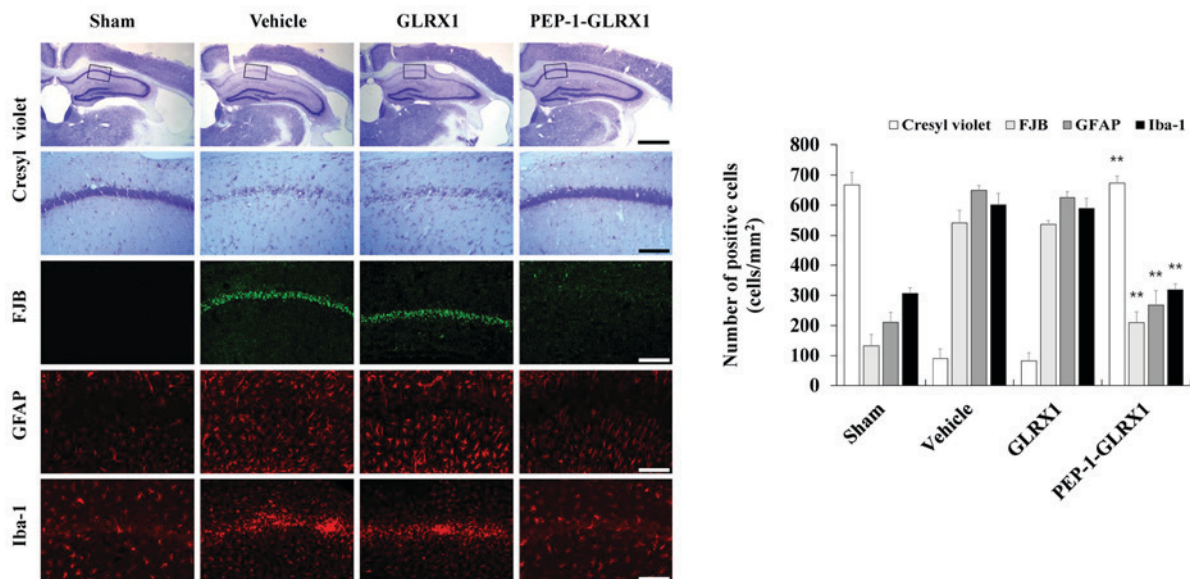 Sham Vehicle GLRX1 PEP-1-GLRX1
Cresyl violet
FJB
GFAP
Iba-1
Cresyl violet FJB GFAP Iba-1
Number of positive cells
(cells/mm²)
800
700
600
500
400
300
200
100
0
**
**
**
**
Sham
Vehicle
GLRX1
PEP-1-GLRX1